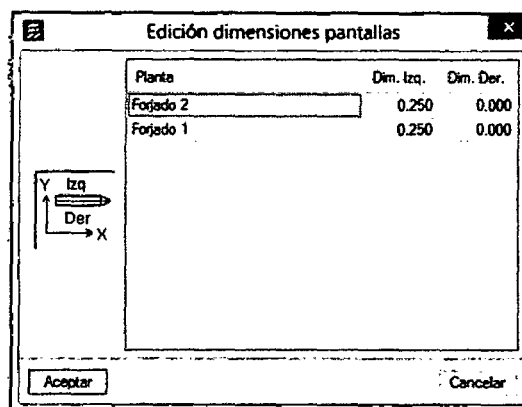 Edición dimensiones pantallas
Planta Dim. Izq. Dim. Der.
Forjado 2 0.250 0.000
Forjado 1 0.250 0.000
Y Izq
Der
X
Aceptar Cancelar